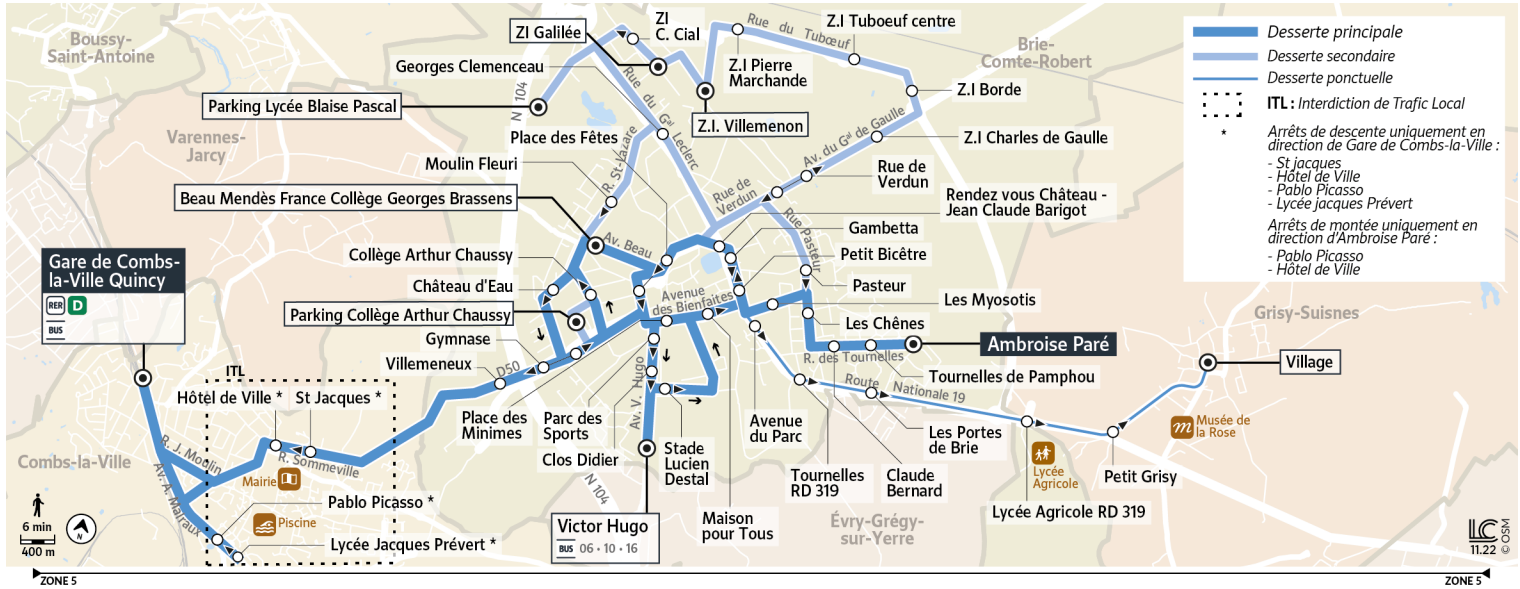 Boussy-
Saint-Antoine
Varennes-
Jarcy
Brie-
Comte-Robert
Combs-la-Ville
Évry-Grégy-
sur-Yerre
Grisy-Suisnes
ZI Galilée
ZI
C. Cial
Z.I Tuboeuf centre
Rue du Tubœuf
Georges Clemenceau
Z.I Pierre
Marchande
Z.I Borde
Parking Lycée Blaise Pascal
N 104
Z.I. Villemenon
Rue du Gal Leclerc
Av. du Gal de Gaulle
Z.I Charles de Gaulle
Place des Fêtes
Moulin Fleuri
R. St-Lazare
Rue de
Verdun
Rue de
Verdun
Beau Mendès France Collège Georges Brassens
Rendez vous Château -
Jean Claude Barigot
Rue Pasteur
Gambetta
Av. Beau
Collège Arthur Chaussy
Petit Bicêtre
Château d'Eau
Pasteur
Avenue
des Bienfaites
Les Myosotis
Parking Collège Arthur Chaussy
Les Chênes
Gymnase
Ambroise Paré
R. des Tournelles
Villemeneux
D50
Tournelles de Pamphou
Village
Av. V. Hugo
Route Nationale 19
Place des
Minimes
Parc des
Sports
Clos Didier
Stade
Lucien
Destal
Avenue
du Parc
Les Portes
de Brie
Musée de
la Rose
Tournelles
RD 319
Claude
Bernard
Lycée
Agricole
Petit Grisy
Lycée Agricole RD 319
N 104
Maison
pour Tous
Victor Hugo
BUS 06 • 10 • 16
Gare de Combs-
la-Ville Quincy
RER D
BUS
ITL
Hôtel de Ville *
St Jacques *
R. J. Moulin
R. Sommeville
Mairie
Av. A. Malraux
Pablo Picasso *
Piscine
Lycée Jacques Prévert *
6 min
400 m
N
Desserte principale
Desserte secondaire
Desserte ponctuelle
ITL : Interdiction de Trafic Local
* Arrêts de descente uniquement en
direction de Gare de Combs-la-Ville :
- St jacques
- Hôtel de Ville
- Pablo Picasso
- Lycée jacques Prévert
Arrêts de montée uniquement en
direction d'Ambroise Paré :
- Pablo Picasso
- Hôtel de Ville
LC
11.22
© OSM
ZONE 5
ZONE 5